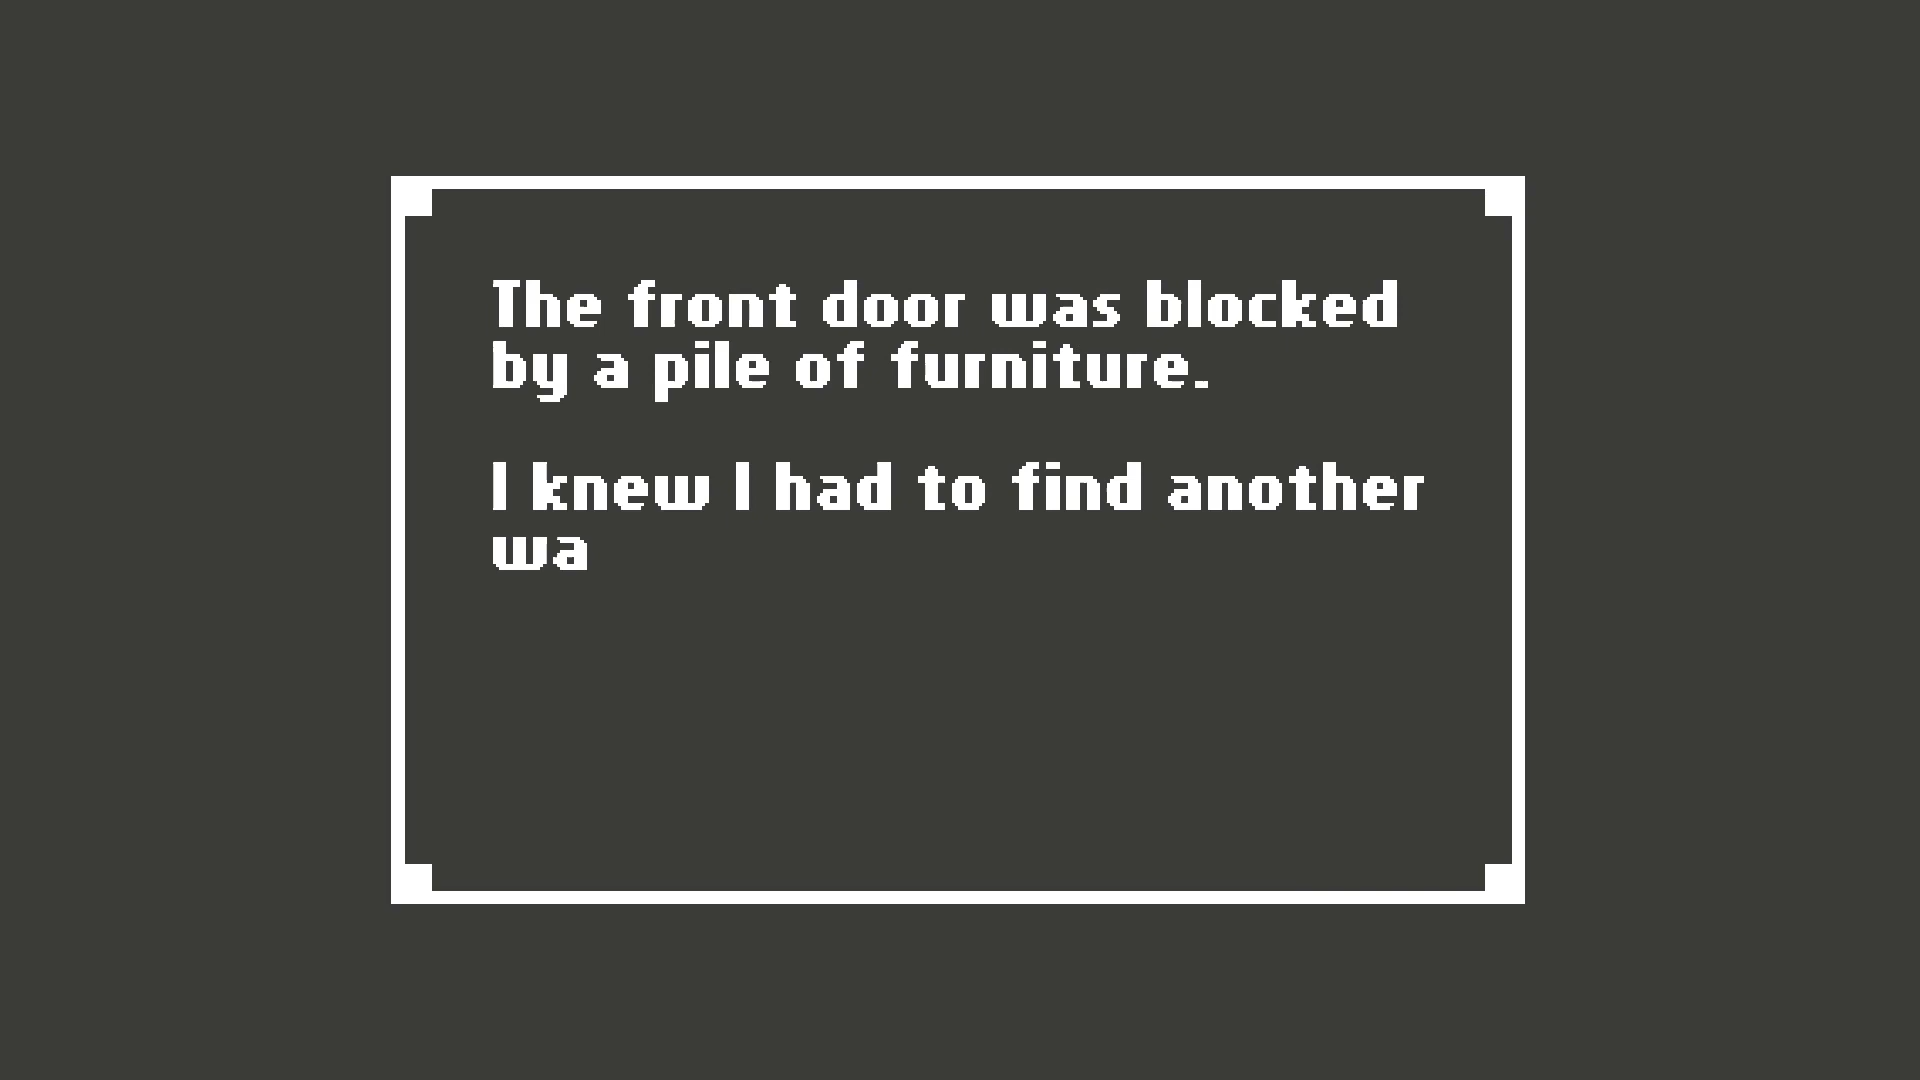 The front door was blocked
by a pile of furniture.
I knew I had to find another
wa